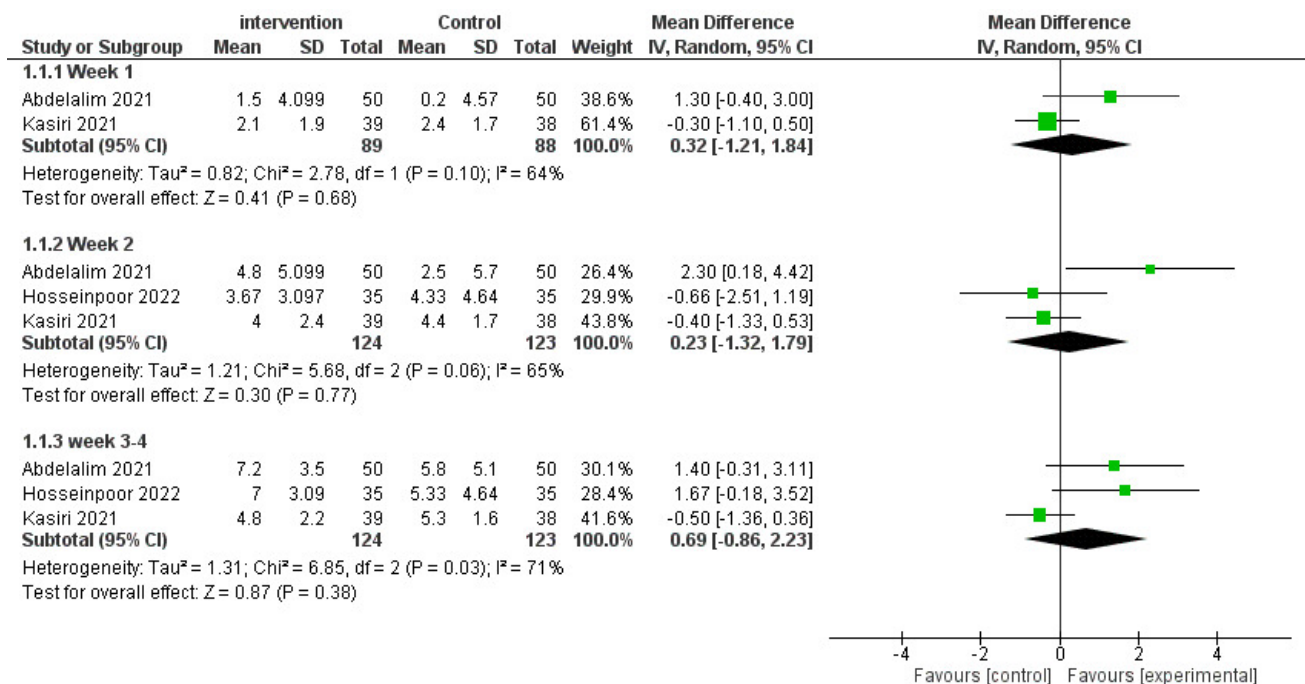 intervention Control Mean Difference Mean Difference
Study or Subgroup Mean SD Total Mean SD Total Weight IV, Random, 95% CI IV, Random, 95% CI
1.1.1 Week 1
Abdelalim 2021 1.5 4.099 50 0.2 4.57 50 38.6% 1.30 [-0.40, 3.00]
Kasiri 2021 2.1 1.9 39 2.4 1.7 38 61.4% -0.30 [-1.10, 0.50]
Subtotal (95% CI) 89 88 100.0% 0.32 [-1.21, 1.84]
Heterogeneity: Tau² = 0.82; Chi² = 2.78, df = 1 (P = 0.10); I² = 64%
Test for overall effect: Z = 0.41 (P = 0.68)
1.1.2 Week 2
Abdelalim 2021 4.8 5.099 50 2.5 5.7 50 26.4% 2.30 [0.18, 4.42]
Hosseinpoor 2022 3.67 3.097 35 4.33 4.64 35 29.9% -0.66 [-2.51, 1.19]
Kasiri 2021 4 2.4 39 4.4 1.7 38 43.8% -0.40 [-1.33, 0.53]
Subtotal (95% CI) 124 123 100.0% 0.23 [-1.32, 1.79]
Heterogeneity: Tau² = 1.21; Chi² = 5.68, df = 2 (P = 0.06); I² = 65%
Test for overall effect: Z = 0.30 (P = 0.77)
1.1.3 week 3-4
Abdelalim 2021 7.2 3.5 50 5.8 5.1 50 30.1% 1.40 [-0.31, 3.11]
Hosseinpoor 2022 7 3.09 35 5.33 4.64 35 28.4% 1.67 [-0.18, 3.52]
Kasiri 2021 4.8 2.2 39 5.3 1.6 38 41.6% -0.50 [-1.36, 0.36]
Subtotal (95% CI) 124 123 100.0% 0.69 [-0.86, 2.23]
Heterogeneity: Tau² = 1.31; Chi² = 6.85, df = 2 (P = 0.03); I² = 71%
Test for overall effect: Z = 0.87 (P = 0.38)
-4 -2 0 2 4
Favours [control] Favours [experimental]